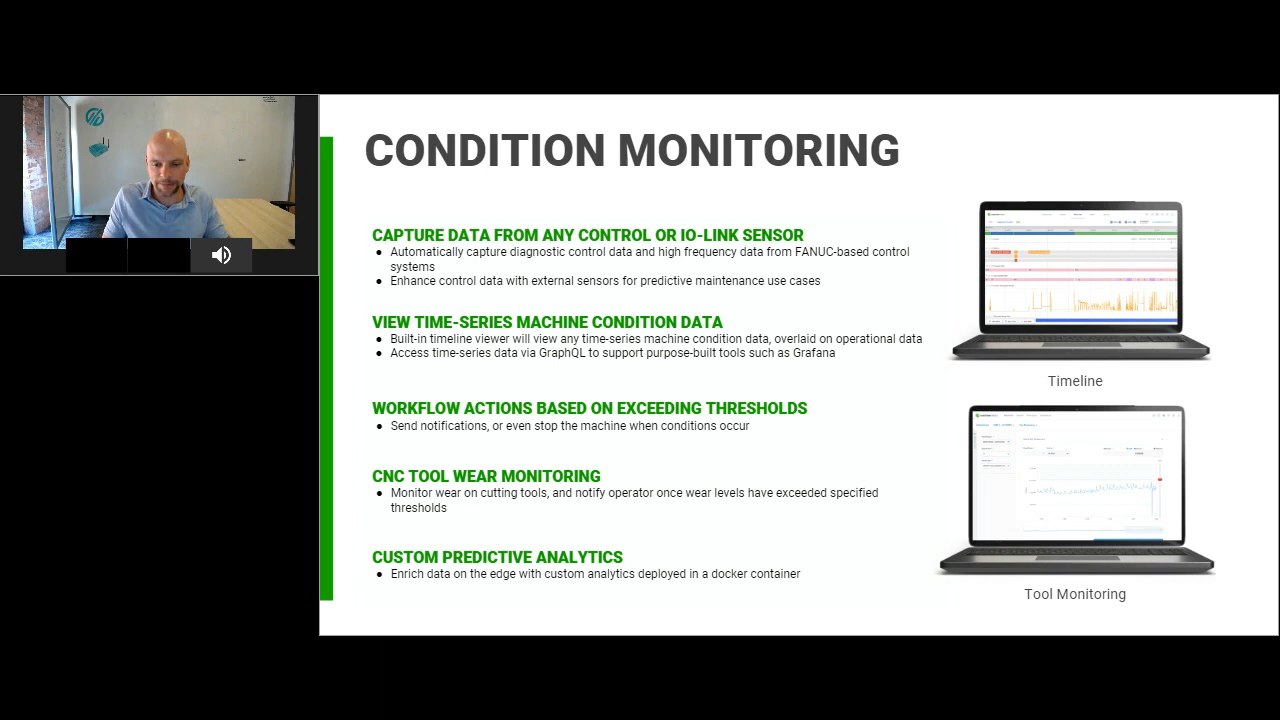 CONDITION MONITORING
CAPTURE DATA FROM ANY CONTROL OR IO-LINK SENSOR
● Automatically capture diagnostic control data and high frequency data from FANUC-based control
systems
● Enhance control data with external sensors for predictive maintenance use cases
VIEW TIME-SERIES MACHINE CONDITION DATA
● Built-in timeline viewer will view any time-series machine condition data, overlaid on operational data
● Access time-series data via GraphQL to support purpose-built tools such as Grafana
WORKFLOW ACTIONS BASED ON EXCEEDING THRESHOLDS
● Send notifications, or even stop the machine when conditions occur
CNC TOOL WEAR MONITORING
● Monitor wear on cutting tools, and notify operator once wear levels have exceeded specified
thresholds
CUSTOM PREDICTIVE ANALYTICS
● Enrich data on the edge with custom analytics deployed in a docker container
Timeline
Tool Monitoring